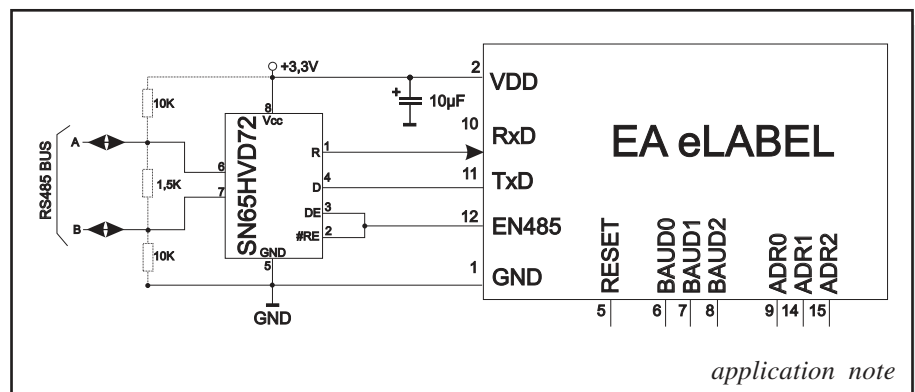 +3,3V
2
VDD
10K
8
Vcc
+
10µF
10
RxD
EA eLABEL
RS485 BUS
A
SN65HVD72
R
1
6
11
TxD
1,5K
D
4
7
B
DE
3
12
EN485
#RE
2
10K
GND
5
1
GND
GND
RESET
BAUD0
BAUD1
BAUD2
ADR0
ADR1
ADR2
5
6
7
8
9
14
15
application note